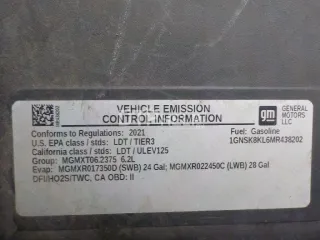 VEHICLE EMISSION
CONTROL INFORMATION
gm
GENERAL
MOTORS
LLC
Conforms to Regulations: 2021
Fuel: Gasoline
U.S. EPA class / stds: LDT / TIER3
1GNSK8KL6MR438202
California class / stds: LDT / ULEV125
Group: MGMXT06.2375 6.2L
Evap: MGMXR017350D (SWB) 24 Gal; MGMXR022450C (LWB) 28 Gal
DFI/HO2S/TWC, CA OBD: II